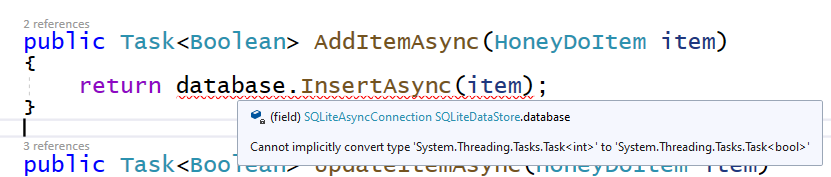 2 references
public Task<Boolean> AddItemAsync(HoneyDoItem item)
{
return database.InsertAsync(item);
}
(field) SQLiteAsyncConnection SQLiteDataStore.database
Cannot implicitly convert type 'System.Threading.Tasks.Task<int>' to 'System.Threading.Tasks.Task<bool>'
3 references
public Task<Boolean> UpdateItemAsync(HoneyDoItem item)